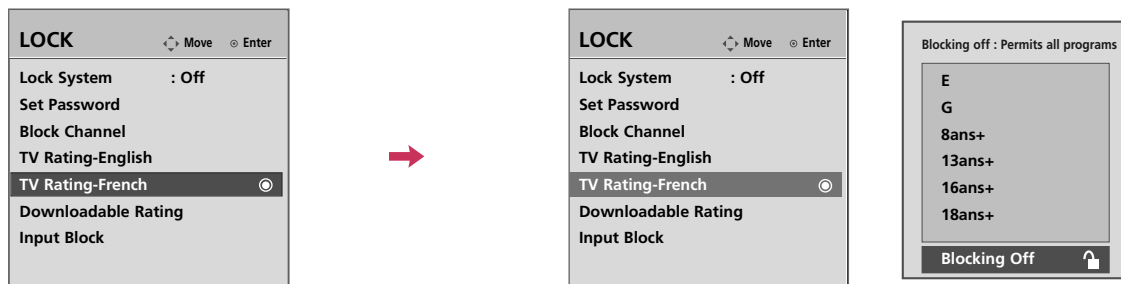 LOCK Move Enter
Lock System : Off
Set Password
Block Channel
TV Rating-English
TV Rating-French
Downloadable Rating
Input Block
LOCK Move Enter
Lock System : Off
Set Password
Block Channel
TV Rating-English
TV Rating-French
Downloadable Rating
Input Block
Blocking off : Permits all programs
E
G
8ans+
13ans+
16ans+
18ans+
Blocking Off